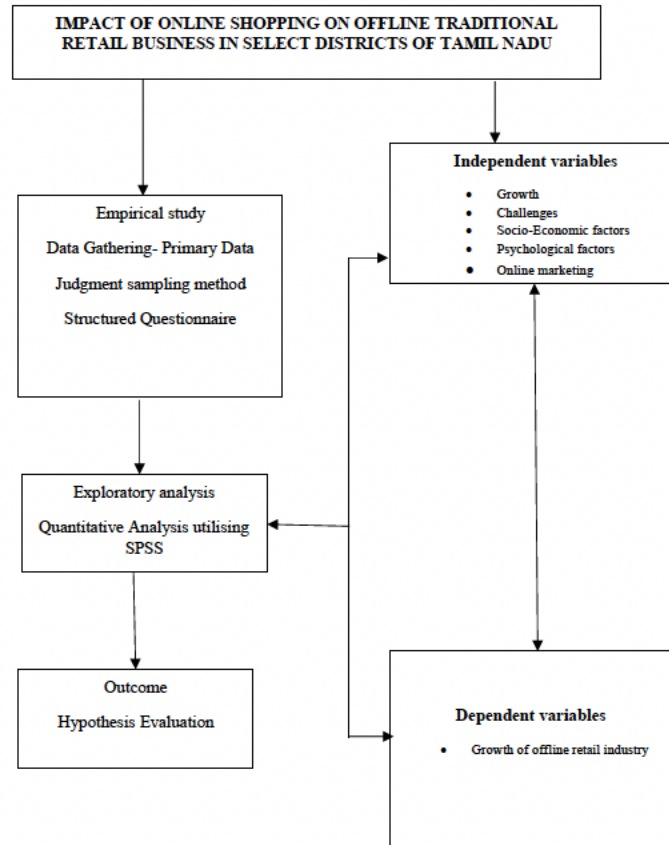 IMPACT OF ONLINE SHOPPING ON OFFLINE TRADITIONAL
RETAIL BUSINESS IN SELECT DISTRICTS OF TAMIL NADU
Empirical study
Data Gathering- Primary Data
Judgment sampling method
Structured Questionnaire
Exploratory analysis
Quantitative Analysis utilising
SPSS
Outcome
Hypothesis Evaluation
Independent variables
• Growth
• Challenges
• Socio-Economic factors
• Psychological factors
• Online marketing
Dependent variables
• Growth of offline retail industry